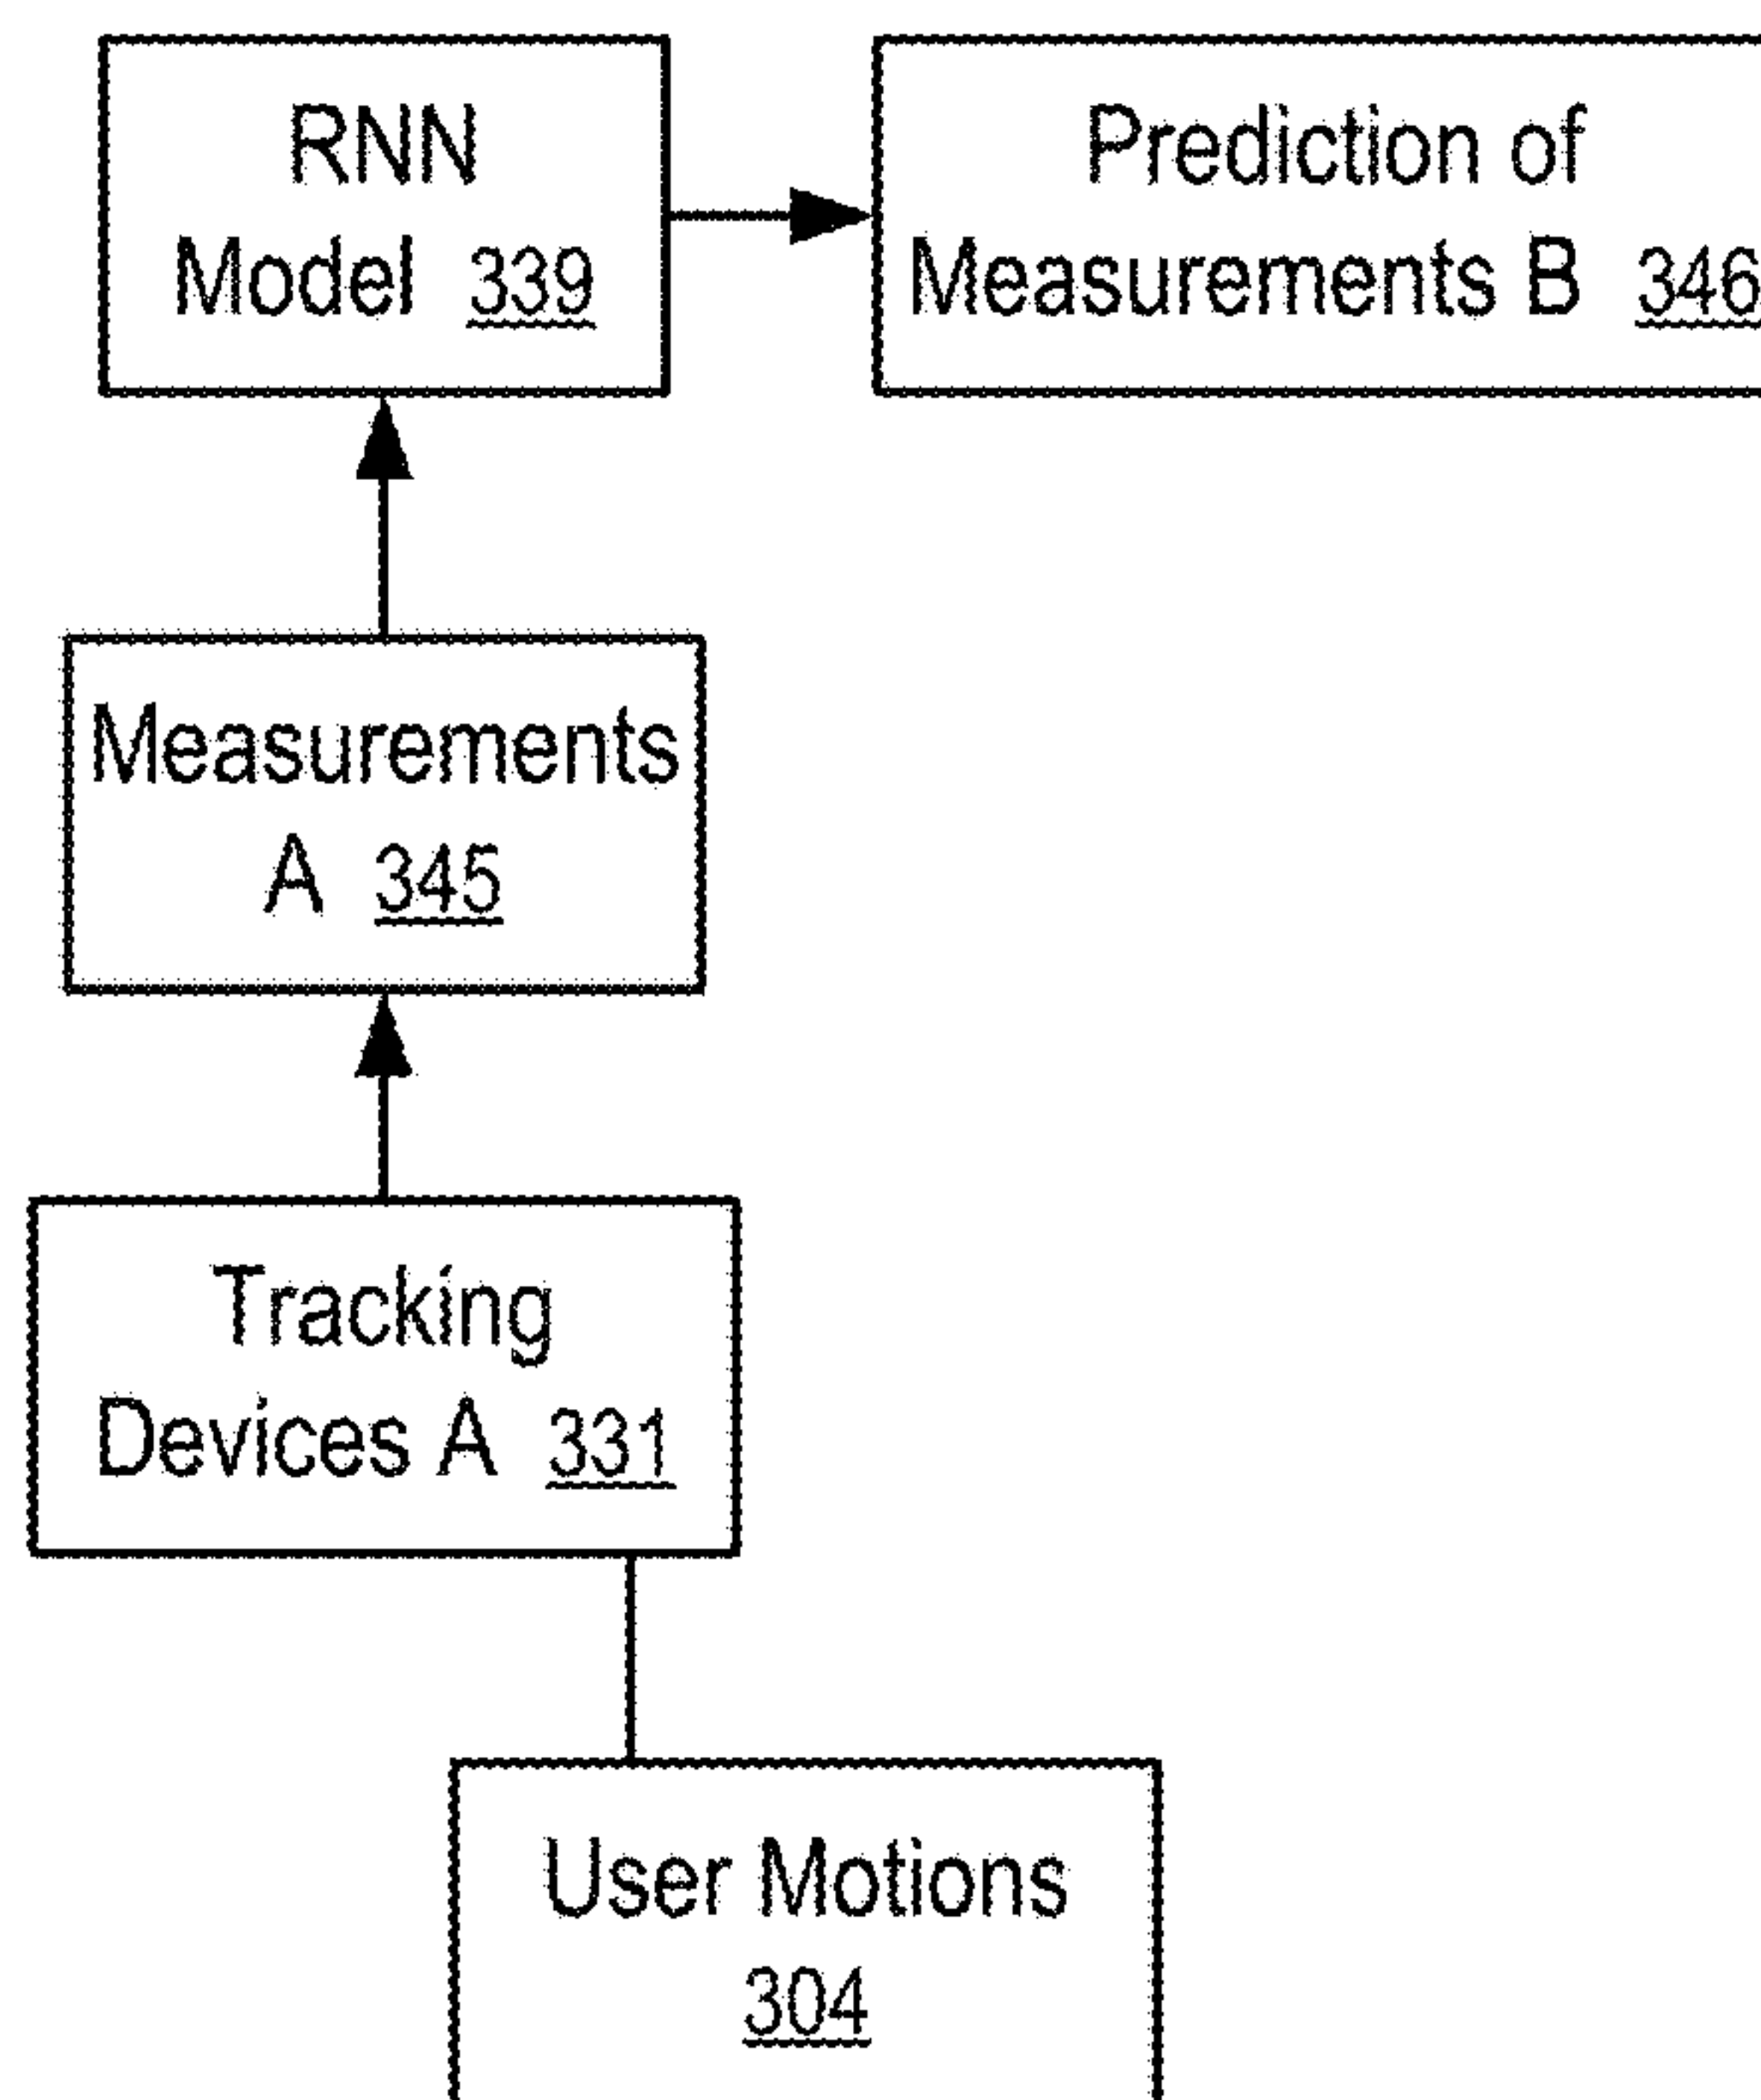 RNN
Model 339
Prediction of
Measurements B 346
Measurements
A 345
Tracking
Devices A 331
User Motions
304